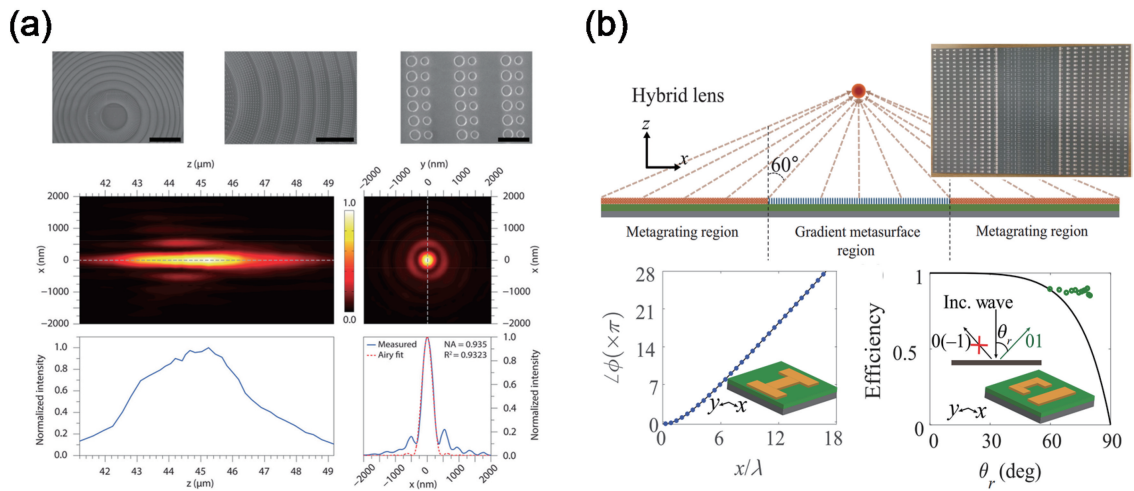 (a)
z (μm)
42 43 44 45 46 47 48 49
y (nm)
−2000 −1000 0 1000 2000
x (nm)
2000
1000
0
−1000
−2000
1.0
0.0
2000
1000
0
−1000
−2000
x (nm)
Normalized intensity
1.0
0.8
0.6
0.4
0.2
0.0
42 43 44 45 46 47 48 49
z (μm)
Measured NA = 0.935
Airy fit R² = 0.9323
1.0
0.8
0.6
0.4
0.2
0.0
Normalized intensity
−2000 −1000 0 1000 2000
x (nm)
(b)
Hybrid lens
z
x
60°
Metagrating region
Gradient metasurface
region
Metagrating region
∠ϕ(×π)
28
21
14
7
0
0 6 12 18
x/λ
y x
Efficiency
1
0.5
0
Inc. wave
0(−1)
θr
01
y x
0 30 60 90
θr (deg)